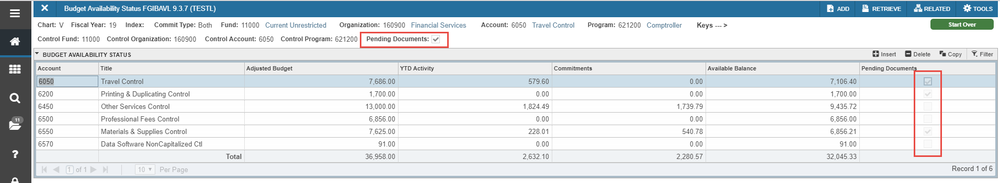 Budget Availability Status FGIBAVL 9.3.7 (TESTL) ADD RETRIEVE RELATED TOOLS
Chart: V Fiscal Year: 19 Index: Commit Type: Both Fund: 11000 Current Unrestricted Organization: 160900 Financial Services Account: 6050 Travel Control Program: 621200 Comptroller Keys --- > Start Over
Control Fund: 11000 Control Organization: 160900 Control Account: 6050 Control Program: 621200 Pending Documents:
BUDGET AVAILABILITY STATUS Insert Delete Copy Filter
Account Title Adjusted Budget YTD Activity Commitments Available Balance Pending Documents
6050 Travel Control 7,686.00 579.60 0.00 7,106.40
6200 Printing & Duplicating Control 1,700.00 0.00 0.00 1,700.00
6450 Other Services Control 13,000.00 1,824.49 1,739.79 9,435.72
6500 Professional Fees Control 6,856.00 0.00 0.00 6,856.00
6550 Materials & Supplies Control 7,625.00 228.01 540.78 6,856.21
6570 Data Software NonCapitalized Ctl 91.00 0.00 0.00 91.00
Total 36,958.00 2,632.10 2,280.57 32,045.33
1 of 1 10 Per Page Record 1 of 6
11
?